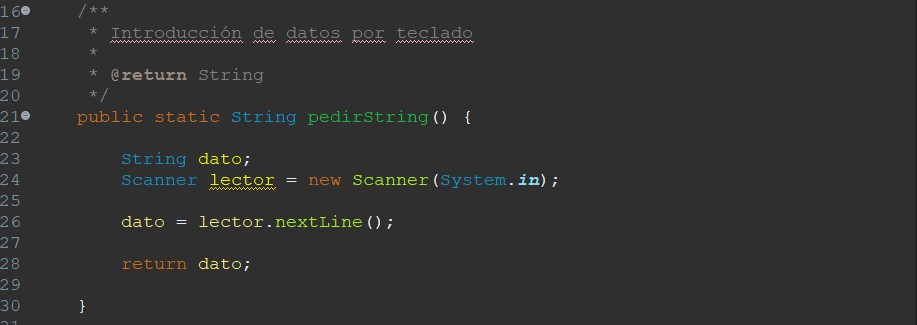 16 /**
17 * Introducción de datos por teclado
18 *
19 * @return String
20 */
21 public static String pedirString() {
22
23 String dato;
24 Scanner lector = new Scanner(System.in);
25
26 dato = lector.nextLine();
27
28 return dato;
29
30 }